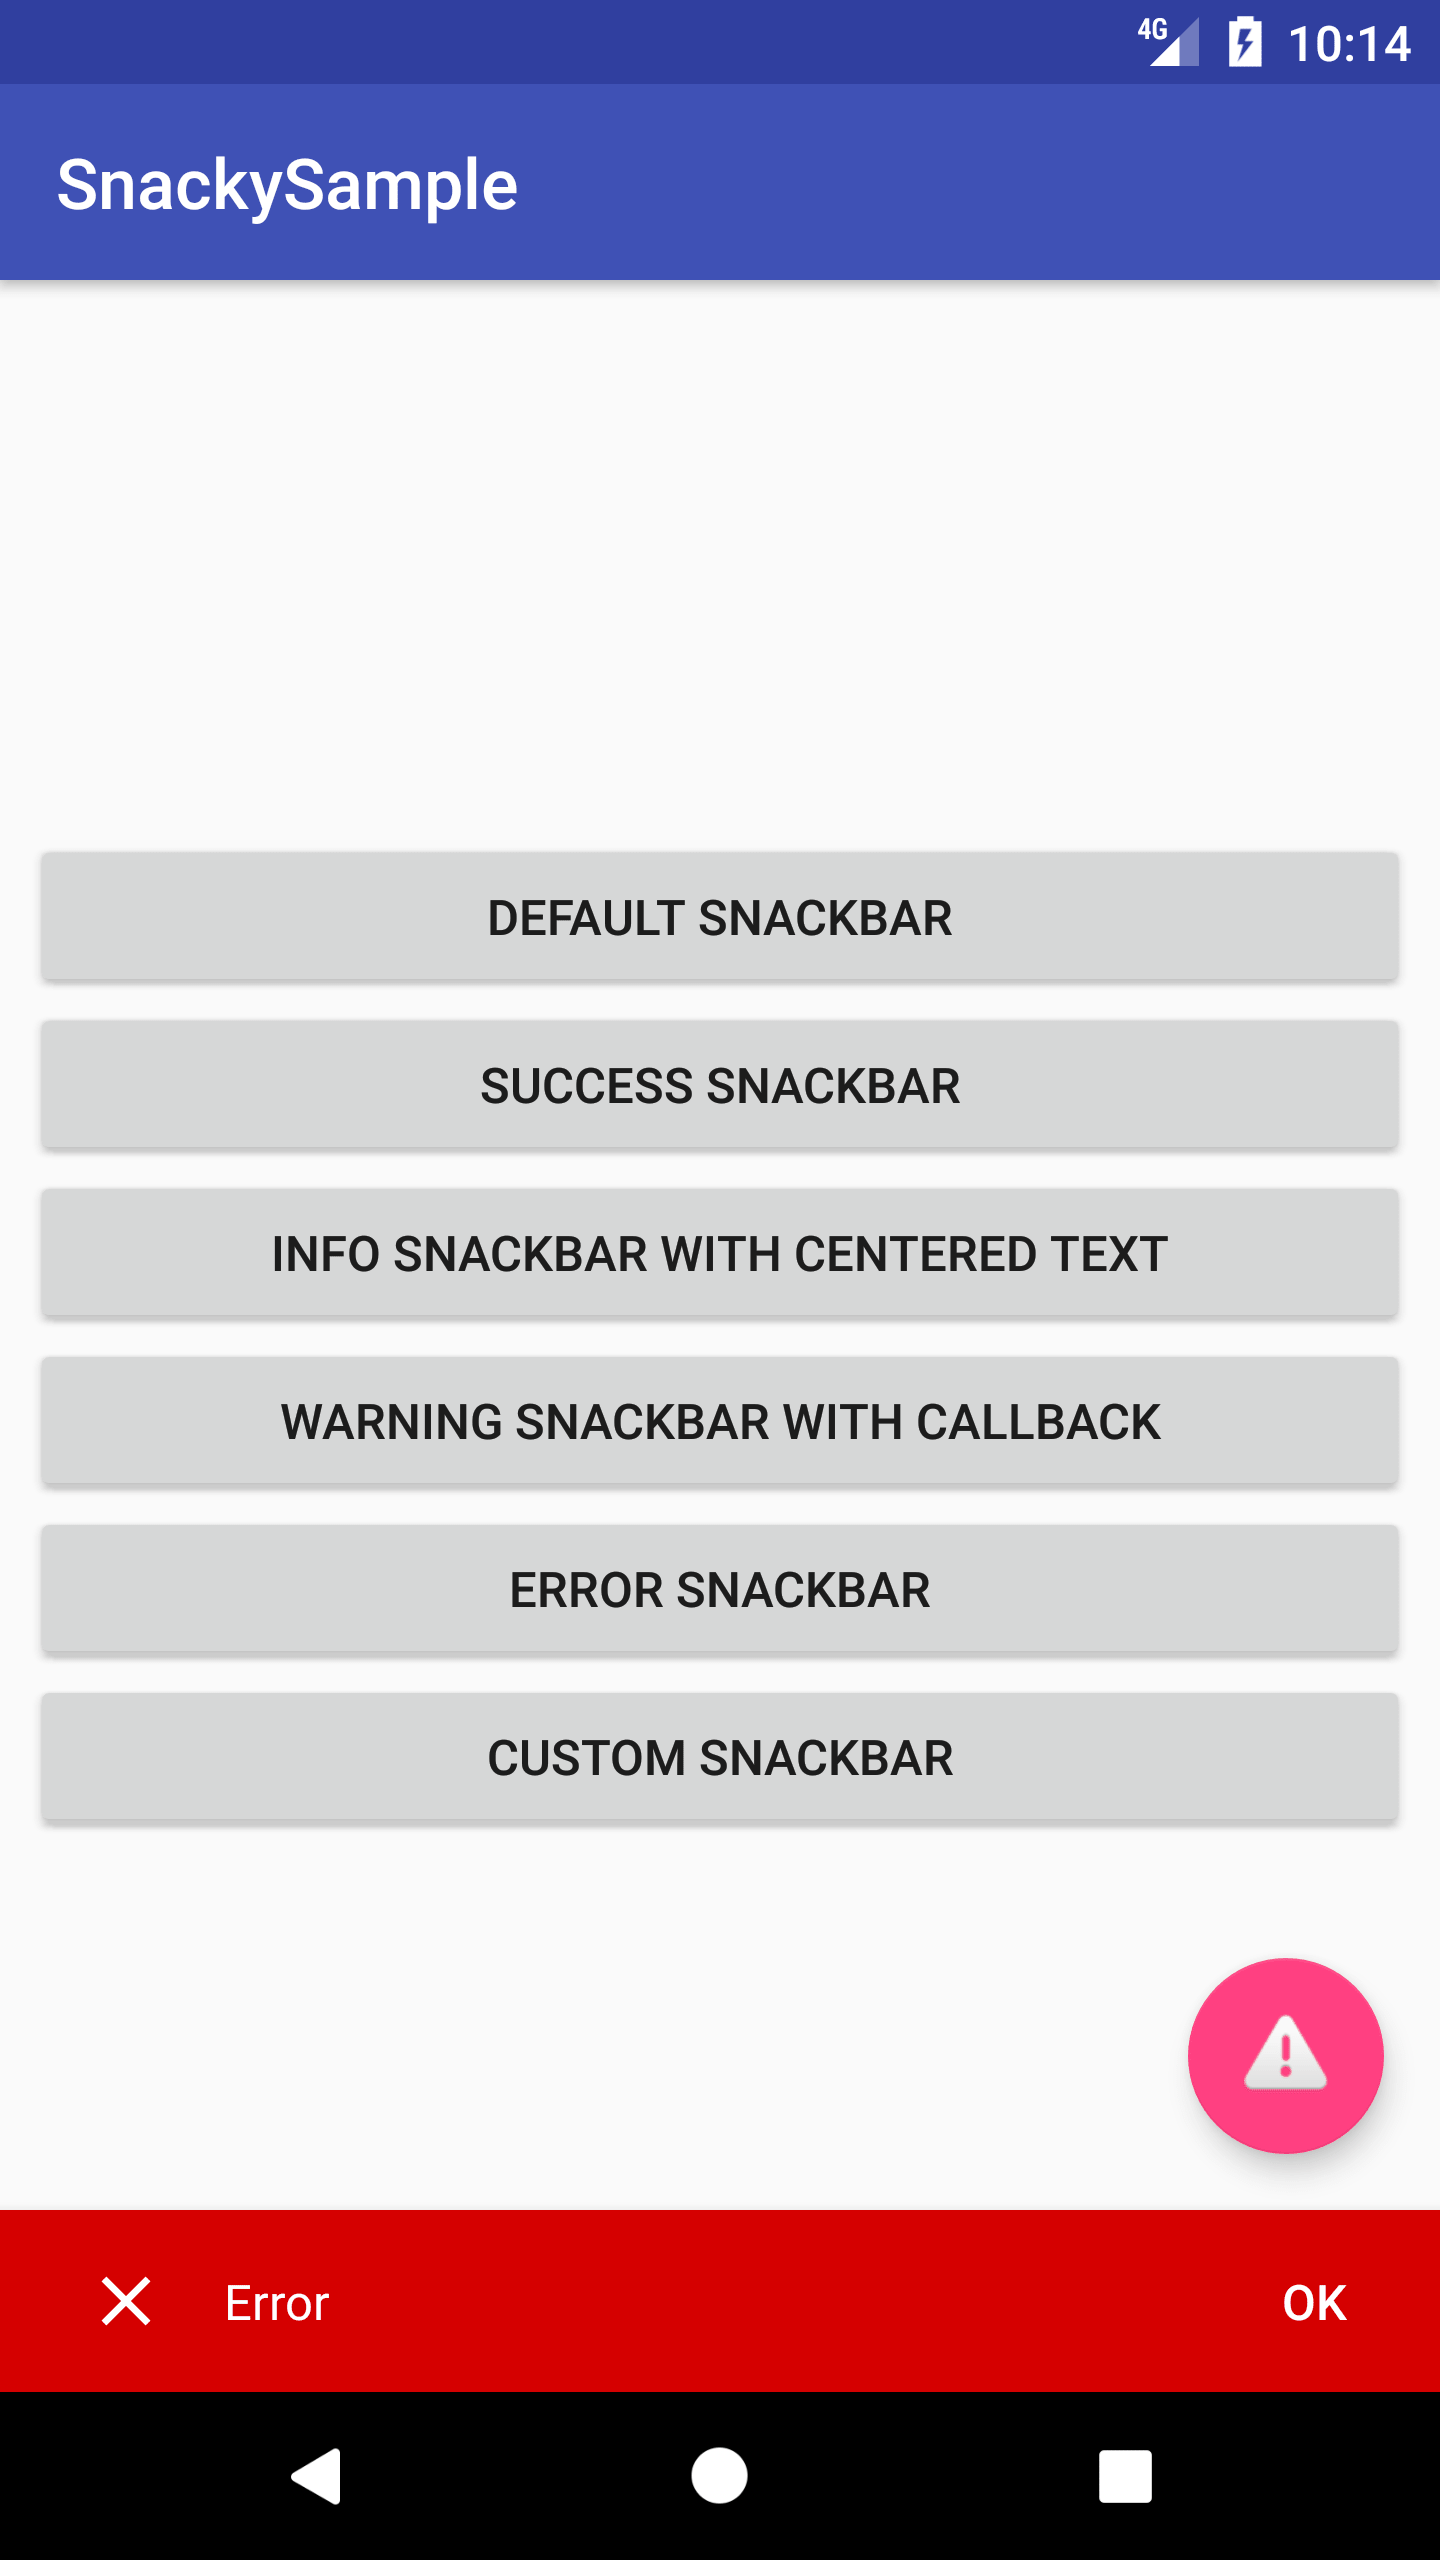 4G 10:14
SnackySample
DEFAULT SNACKBAR
SUCCESS SNACKBAR
INFO SNACKBAR WITH CENTERED TEXT
WARNING SNACKBAR WITH CALLBACK
ERROR SNACKBAR
CUSTOM SNACKBAR
Error OK